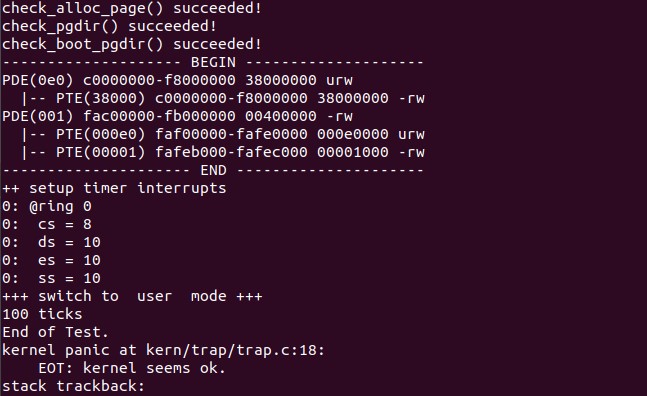 check_alloc_page() succeeded!
check_pgdir() succeeded!
check_boot_pgdir() succeeded!
-------------------- BEGIN --------------------
PDE(0e0) c0000000-f8000000 38000000 urw
  |-- PTE(38000) c0000000-f8000000 38000000 -rw
PDE(001) fac00000-fb000000 00400000 -rw
  |-- PTE(000e0) faf00000-fafe0000 000e0000 urw
  |-- PTE(00001) fafeb000-fafec000 00001000 -rw
--------------------- END ---------------------
++ setup timer interrupts
0: @ring 0
0:  cs = 8
0:  ds = 10
0:  es = 10
0:  ss = 10
+++ switch to  user  mode +++
100 ticks
End of Test.
kernel panic at kern/trap/trap.c:18:
    EOT: kernel seems ok.
stack trackback: